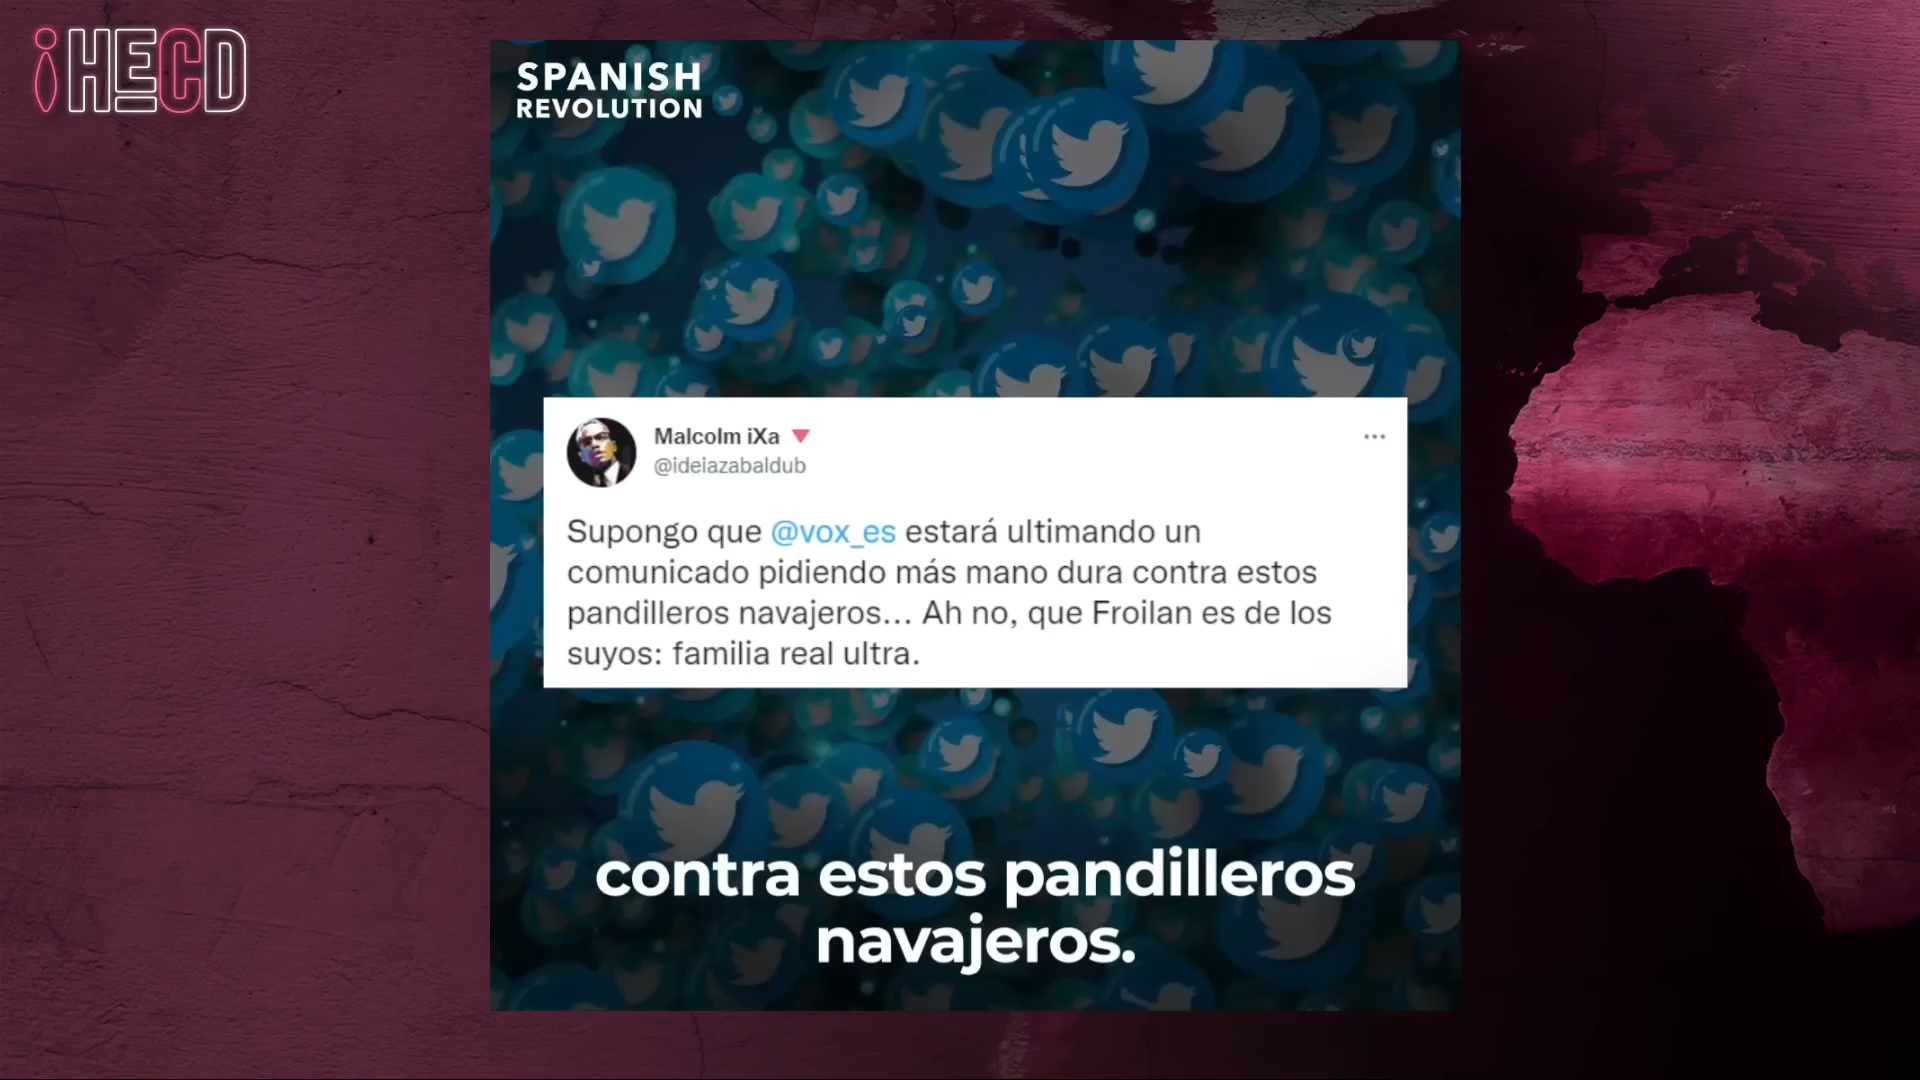 ¡HECD
SPANISH
REVOLUTION
Malcolm iXa
@ideiazabaldub
Supongo que @vox_es estará ultimando un
comunicado pidiendo más mano dura contra estos
pandilleros navajeros... Ah no, que Froilan es de los
suyos: familia real ultra.
contra estos pandilleros
navajeros.